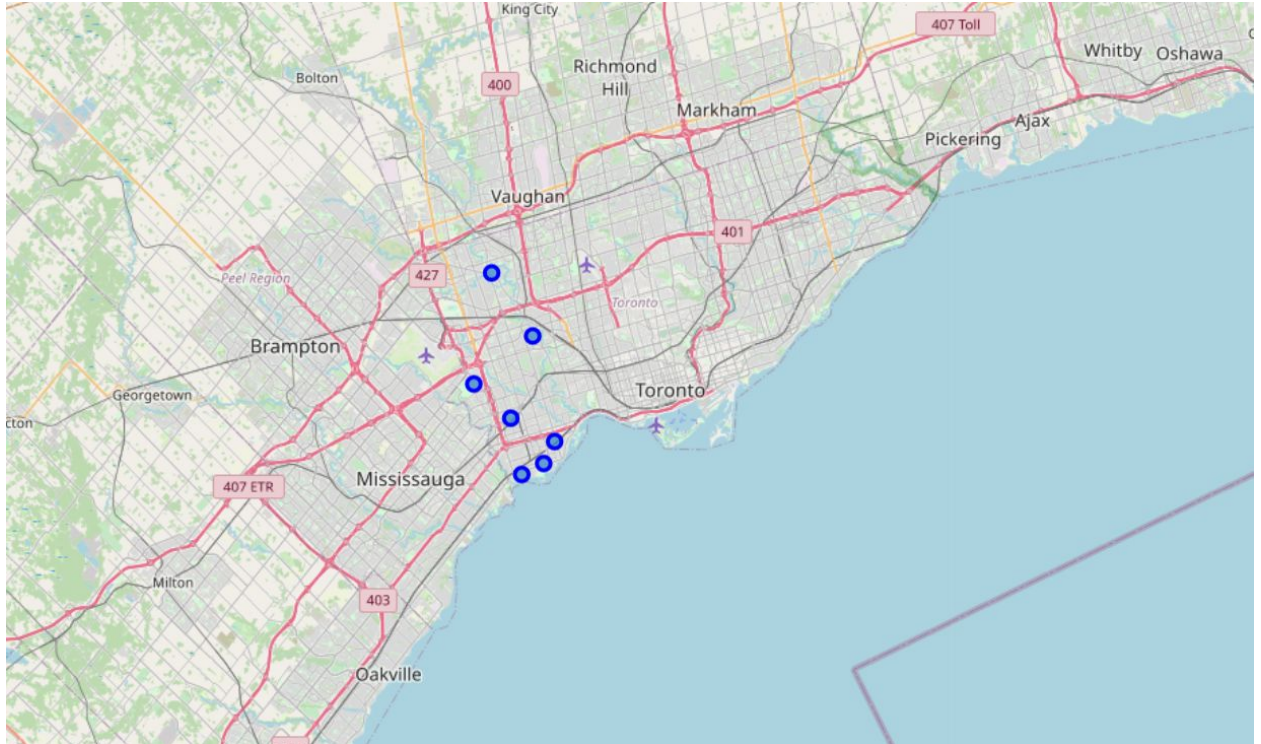 King City
407 Toll
Whitby
Oshawa
Richmond
Hill
Bolton
400
Markham
Ajax
Pickering
Vaughan
401
427
Peel Region
Toronto
Brampton
Toronto
Georgetown
cton
Mississauga
407 ETR
Milton
403
Oakville